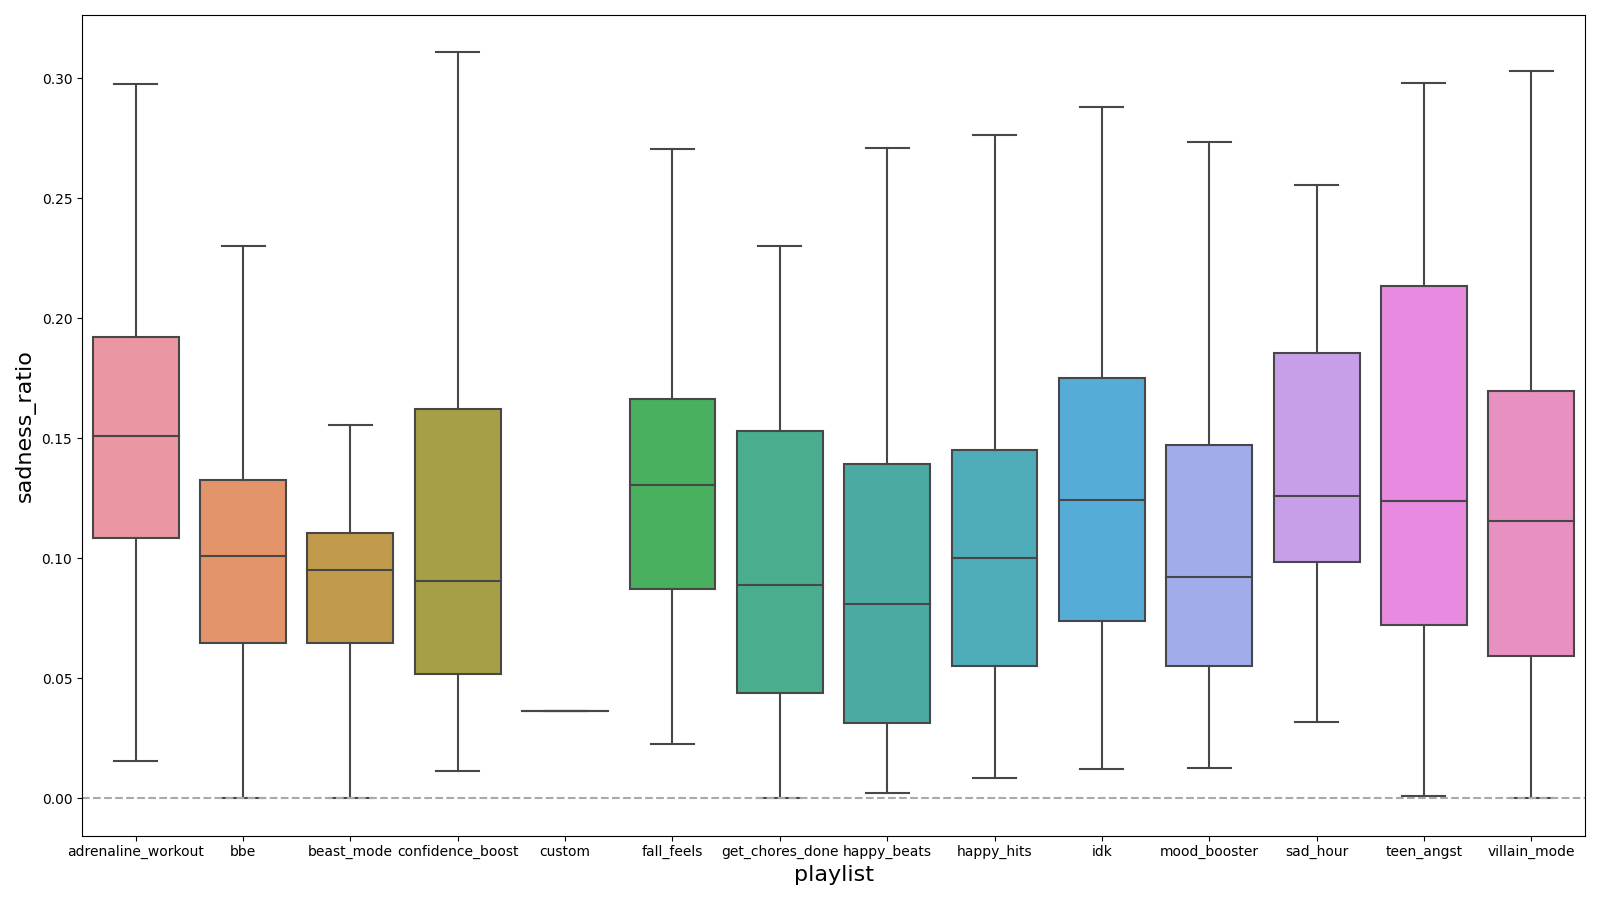 sadness_ratio
0.30
0.25
0.20
0.15
0.10
0.05
0.00
adrenaline_workout bbe beast_mode confidence_boost custom fall_feels get_chores_done happy_beats happy_hits idk mood_booster sad_hour teen_angst villain_mode
playlist